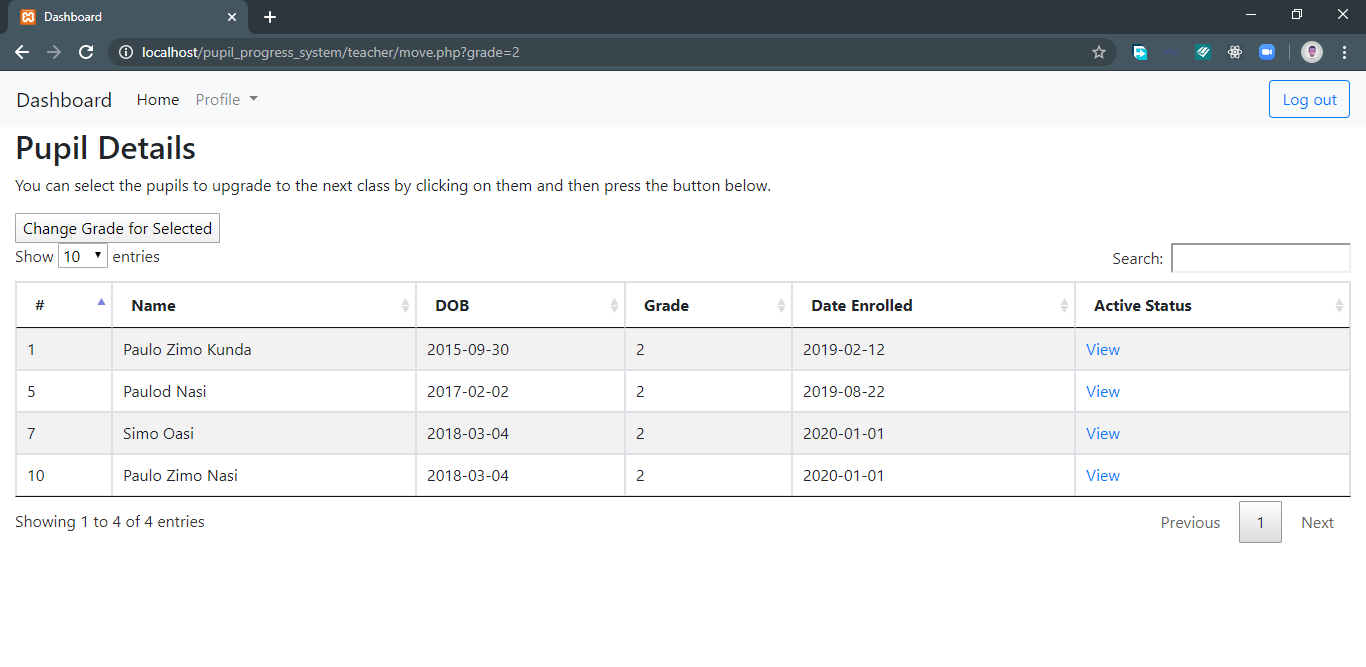 Dashboard
localhost/pupil_progress_system/teacher/move.php?grade=2
Dashboard Home Profile Log out
Pupil Details
You can select the pupils to upgrade to the next class by clicking on them and then press the button below.
Change Grade for Selected
Show 10 entries Search:
# Name DOB Grade Date Enrolled Active Status
1 Paulo Zimo Kunda 2015-09-30 2 2019-02-12 View
5 Paulod Nasi 2017-02-02 2 2019-08-22 View
7 Simo Oasi 2018-03-04 2 2020-01-01 View
10 Paulo Zimo Nasi 2018-03-04 2 2020-01-01 View
Showing 1 to 4 of 4 entries Previous 1 Next